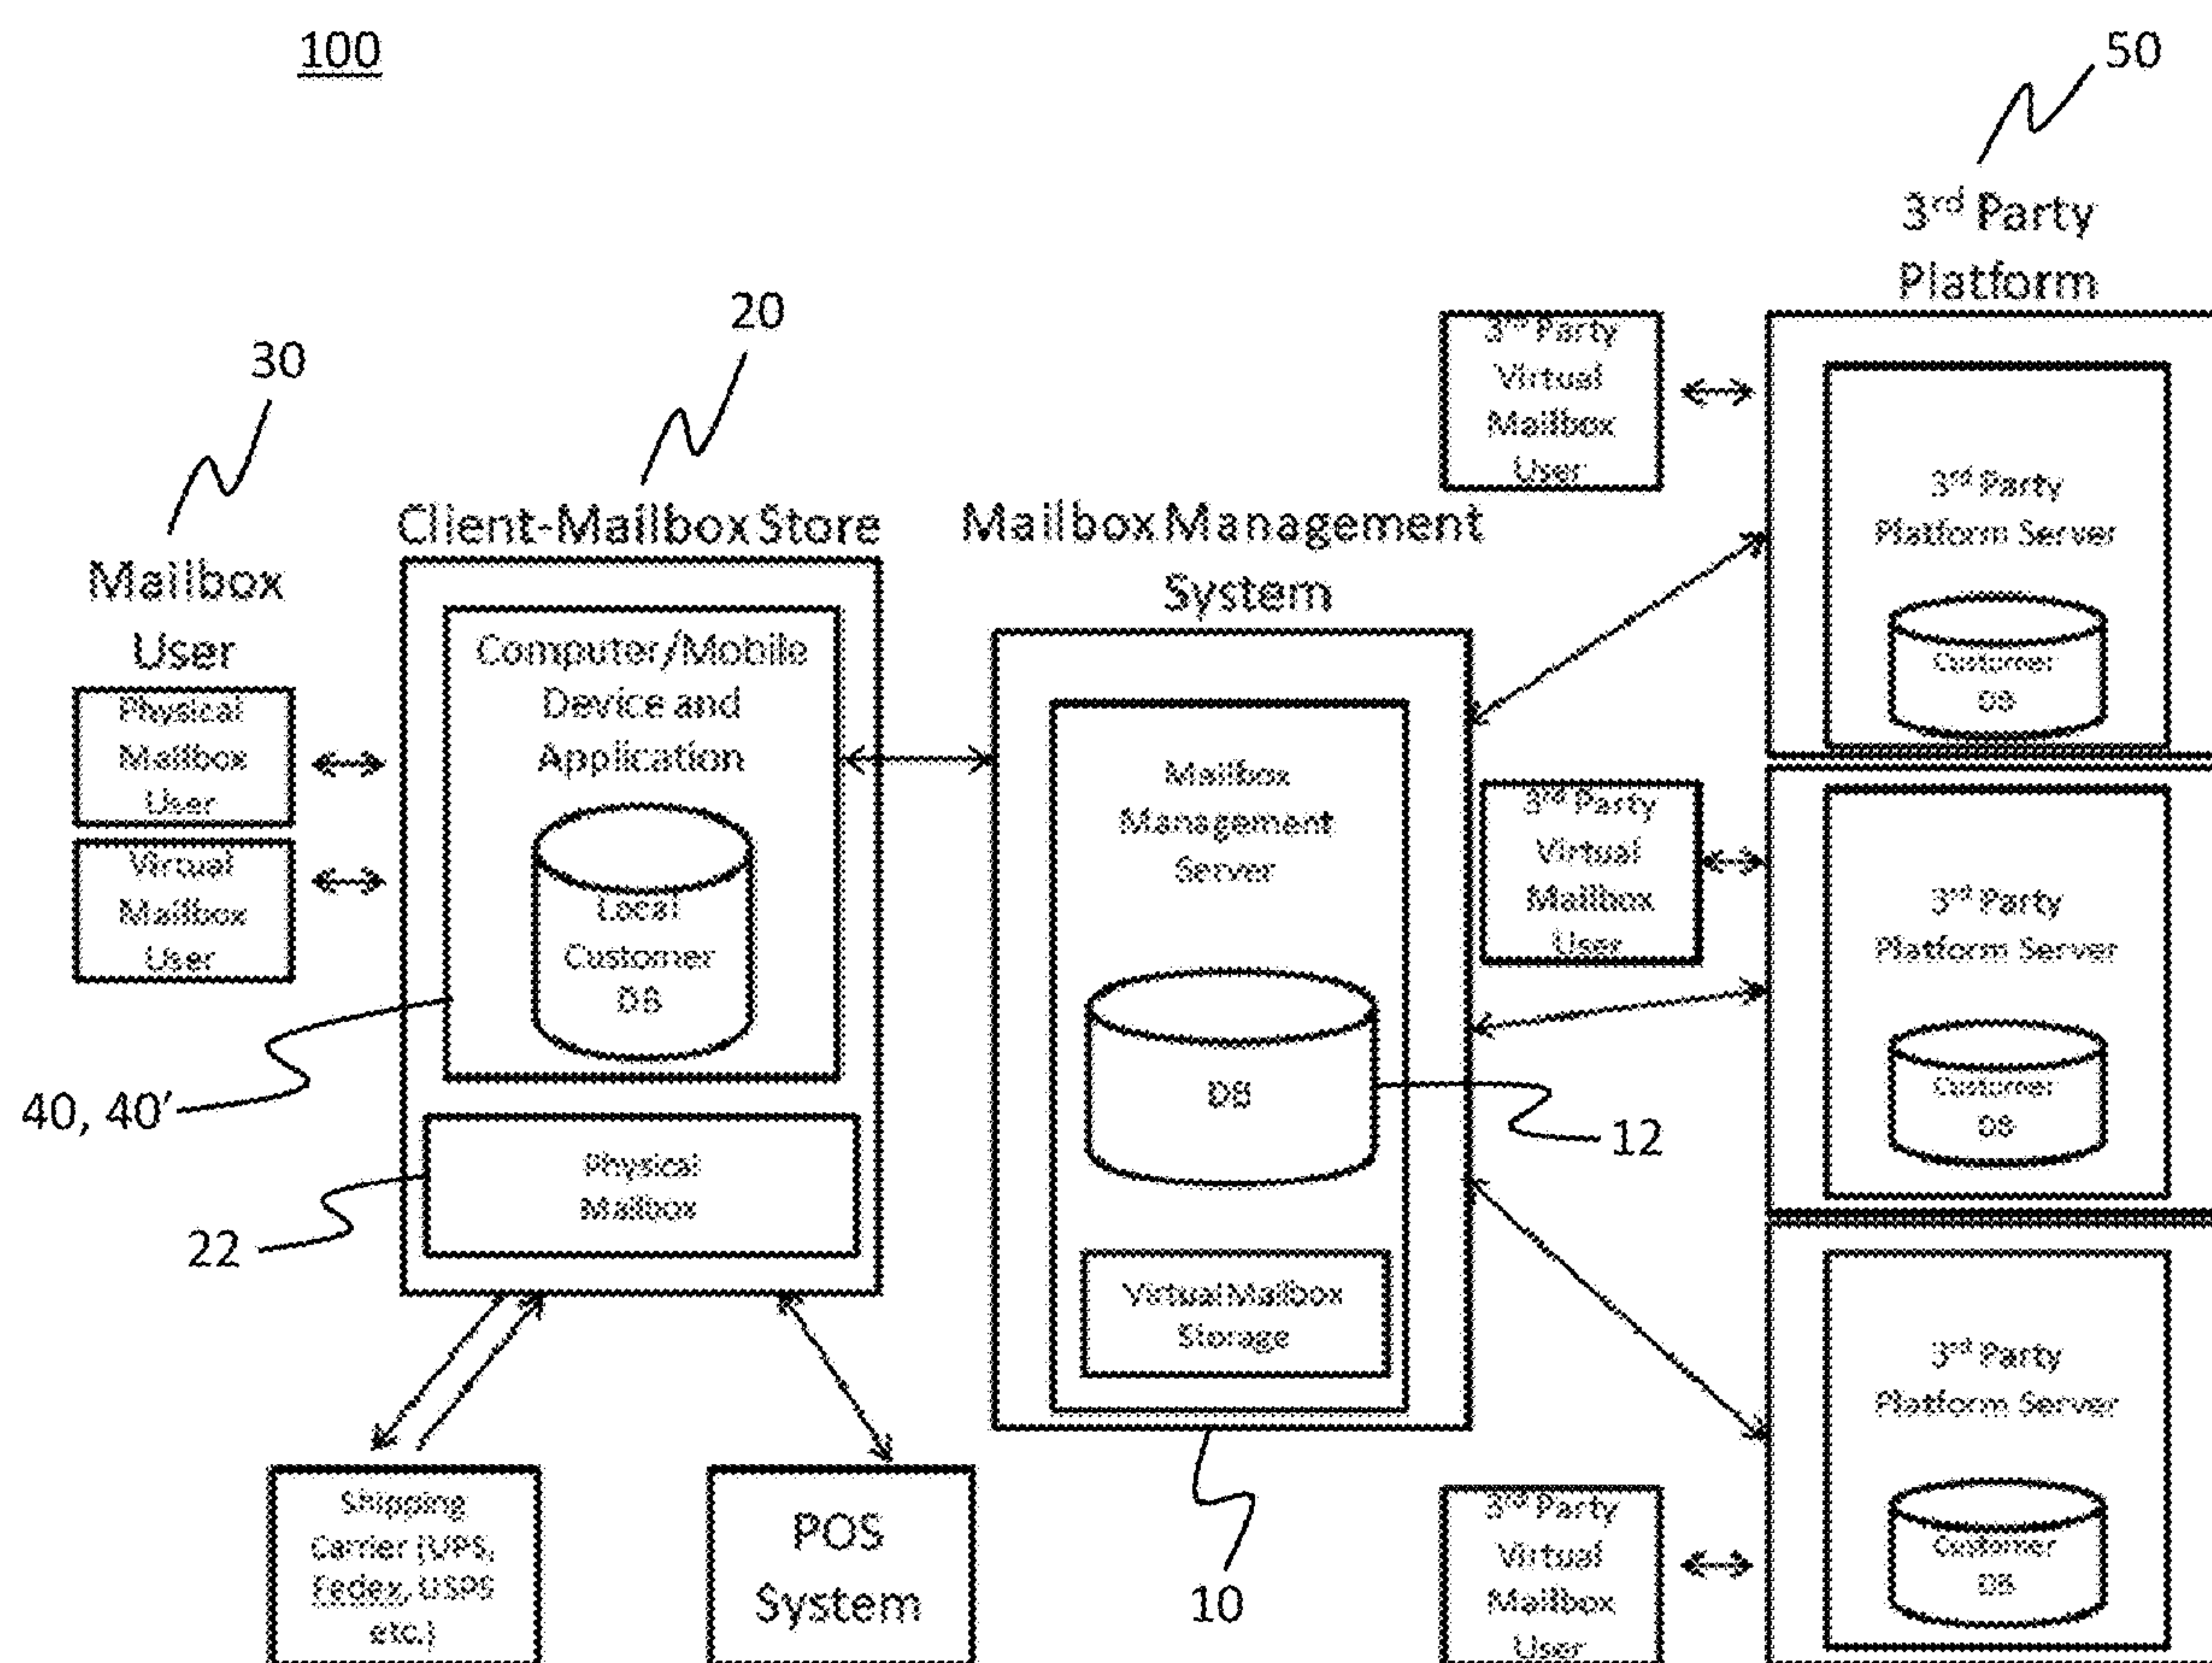 100
50
3rd Party
Platform
20
30
3rd Party
Virtual
Mailbox
User
3rd Party
Platform Server
Customer
DB
Client-Mailbox Store
Mailbox Management
System
Mailbox
User
Computer/Mobile
Device and
Application
Local
Customer
DB
Physical
Mailbox
User
Virtual
Mailbox
User
Mailbox
Management
Server
DB
3rd Party
Virtual
Mailbox
User
3rd Party
Platform Server
Customer
DB
40, 40'
12
22
Physical
Mailbox
Virtual Mailbox
Storage
3rd Party
Platform Server
Customer
DB
Shipping
Carrier (UPS,
Fedex, USPS
etc.)
POS
System
10
3rd Party
Virtual
Mailbox
User